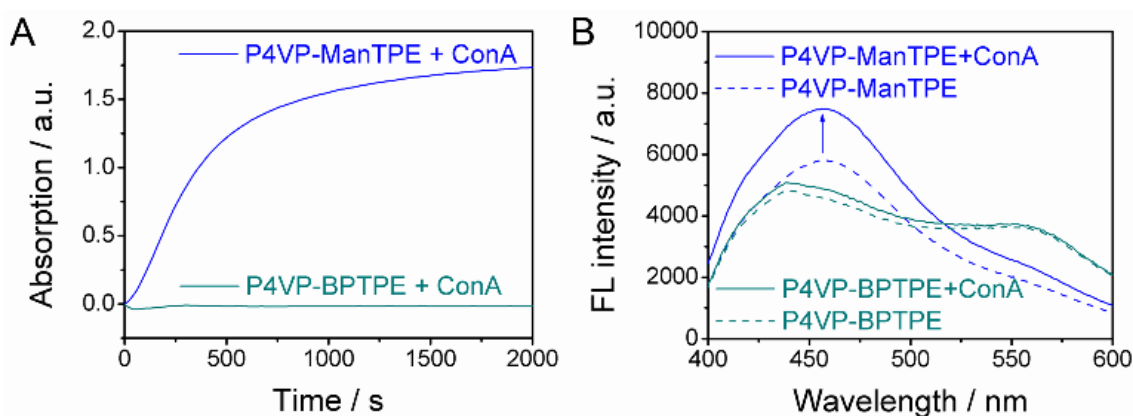 A
2.0
1.5
1.0
0.5
0.0
Absorption / a.u.
P4VP-ManTPE + ConA
P4VP-BPTPE + ConA
0 500 1000 1500 2000
Time / s
B
10000
8000
6000
4000
2000
0
FL intensity / a.u.
P4VP-ManTPE+ConA
P4VP-ManTPE
P4VP-BPTPE+ConA
P4VP-BPTPE
400 450 500 550 600
Wavelength / nm